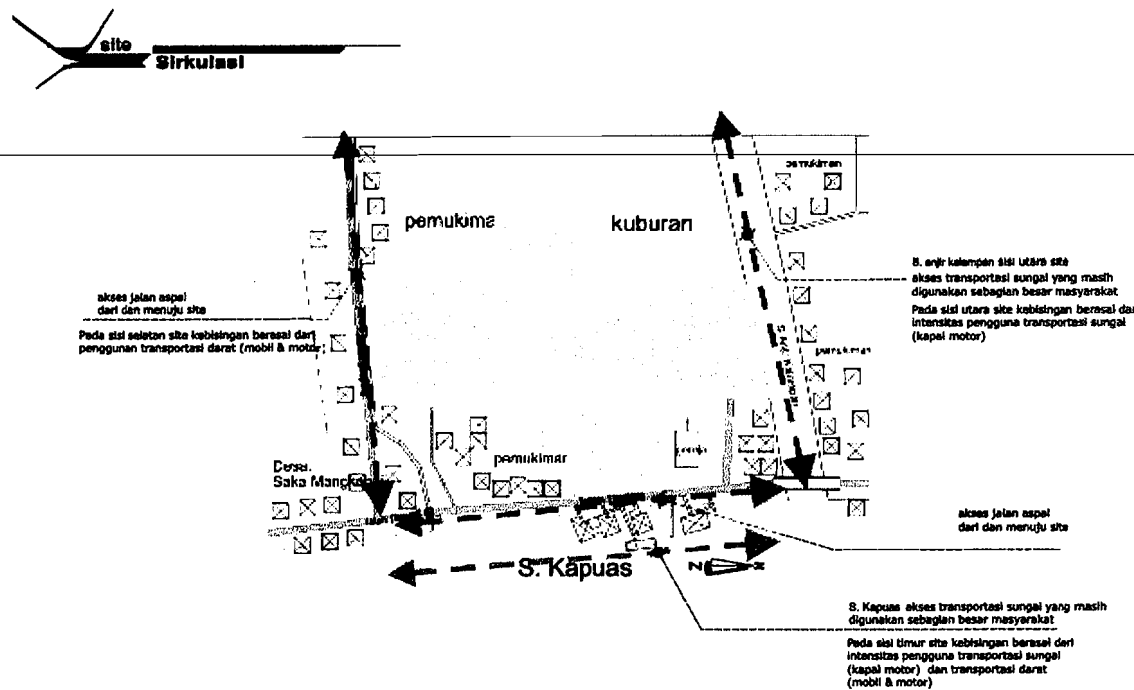 site
Sirkulasi
pemukiman
pemukima
kuburan
S. anjir kelampan sisi utara site
akses transportasi sungai yang masih
digunakan sebagian besar masyarakat
Pada sisi utara site kebisingan berasal dari
intensitas pengguna transportasi sungai
(kapal motor)
akses jalan aspal
dari dan menuju site
Pada sisi selatan site kebisingan berasal dari
penggunan transportasi darat (mobil & motor)
pemukiman
pemukimar
Desa.
Saka Mangkah
akses jalan aspal
dari dan menuju site
S. Kapuas
S. Kapuas akses transportasi sungai yang masih
digunakan sebagian besar masyarakat
Pada sisi timur site kebisingan berasal dari
intensitas pengguna transportasi sungai
(kapal motor) dan transportasi darat
(mobil & motor)